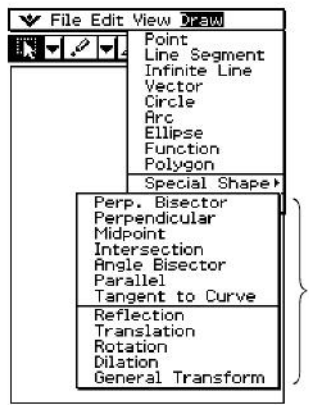 File Edit View Draw
Point
Line Segment
Infinite Line
Vector
Circle
Arc
Ellipse
Function
Polygon
Special Shape
Perp. Bisector
Perpendicular
Midpoint
Intersection
Angle Bisector
Parallel
Tangent to Curve
Reflection
Translation
Rotation
Dilation
General Transform